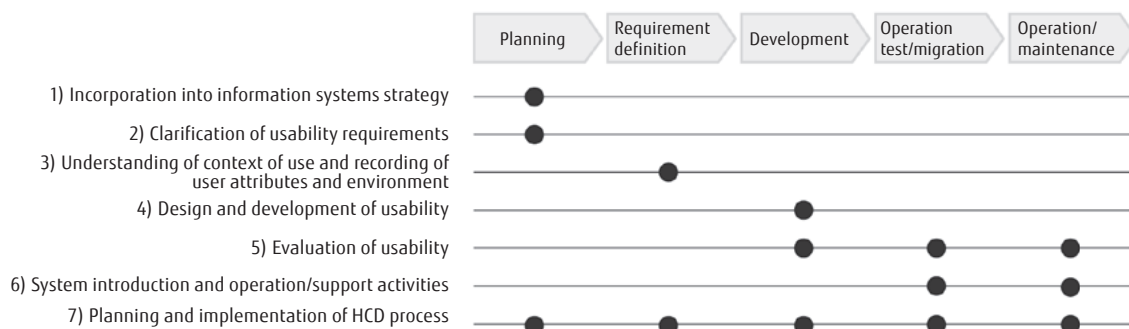 Planning
Requirement
definition
Development
Operation
test/migration
Operation/
maintenance
1) Incorporation into information systems strategy
2) Clarification of usability requirements
3) Understanding of context of use and recording of
user attributes and environment
4) Design and development of usability
5) Evaluation of usability
6) System introduction and operation/support activities
7) Planning and implementation of HCD process